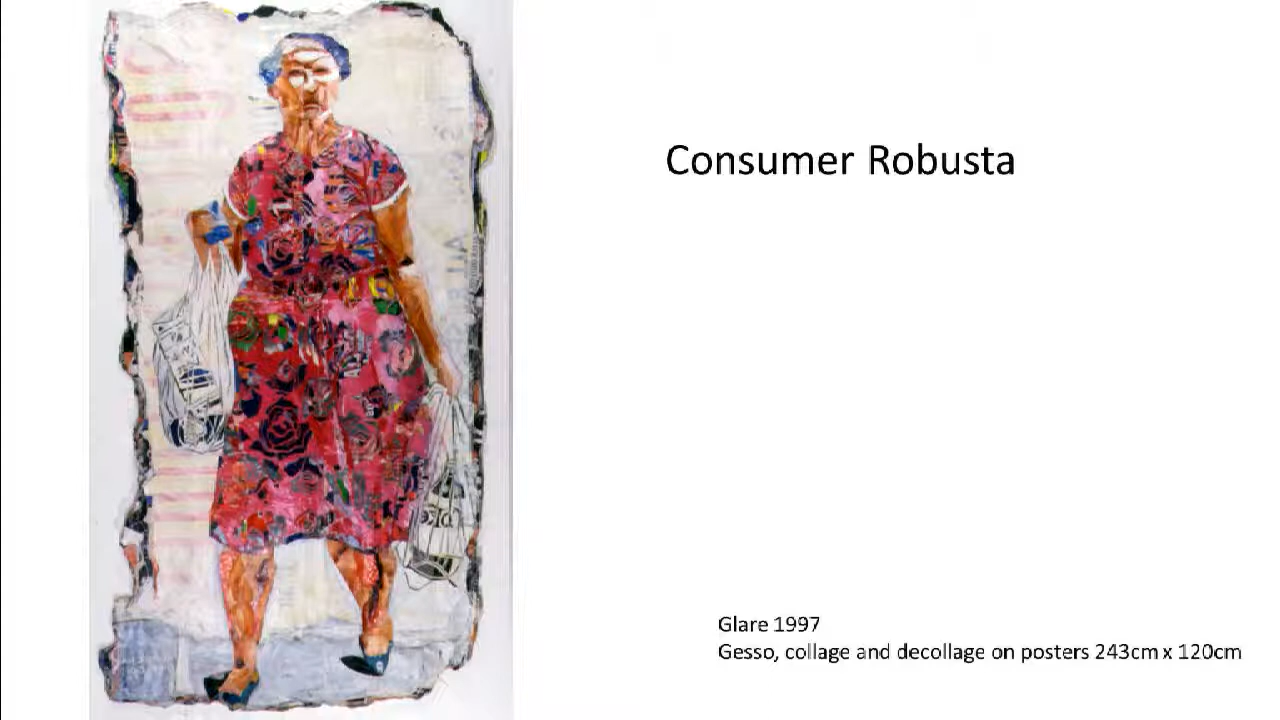 Consumer Robusta
Glare 1997
Gesso, collage and decollage on posters 243cm x 120cm